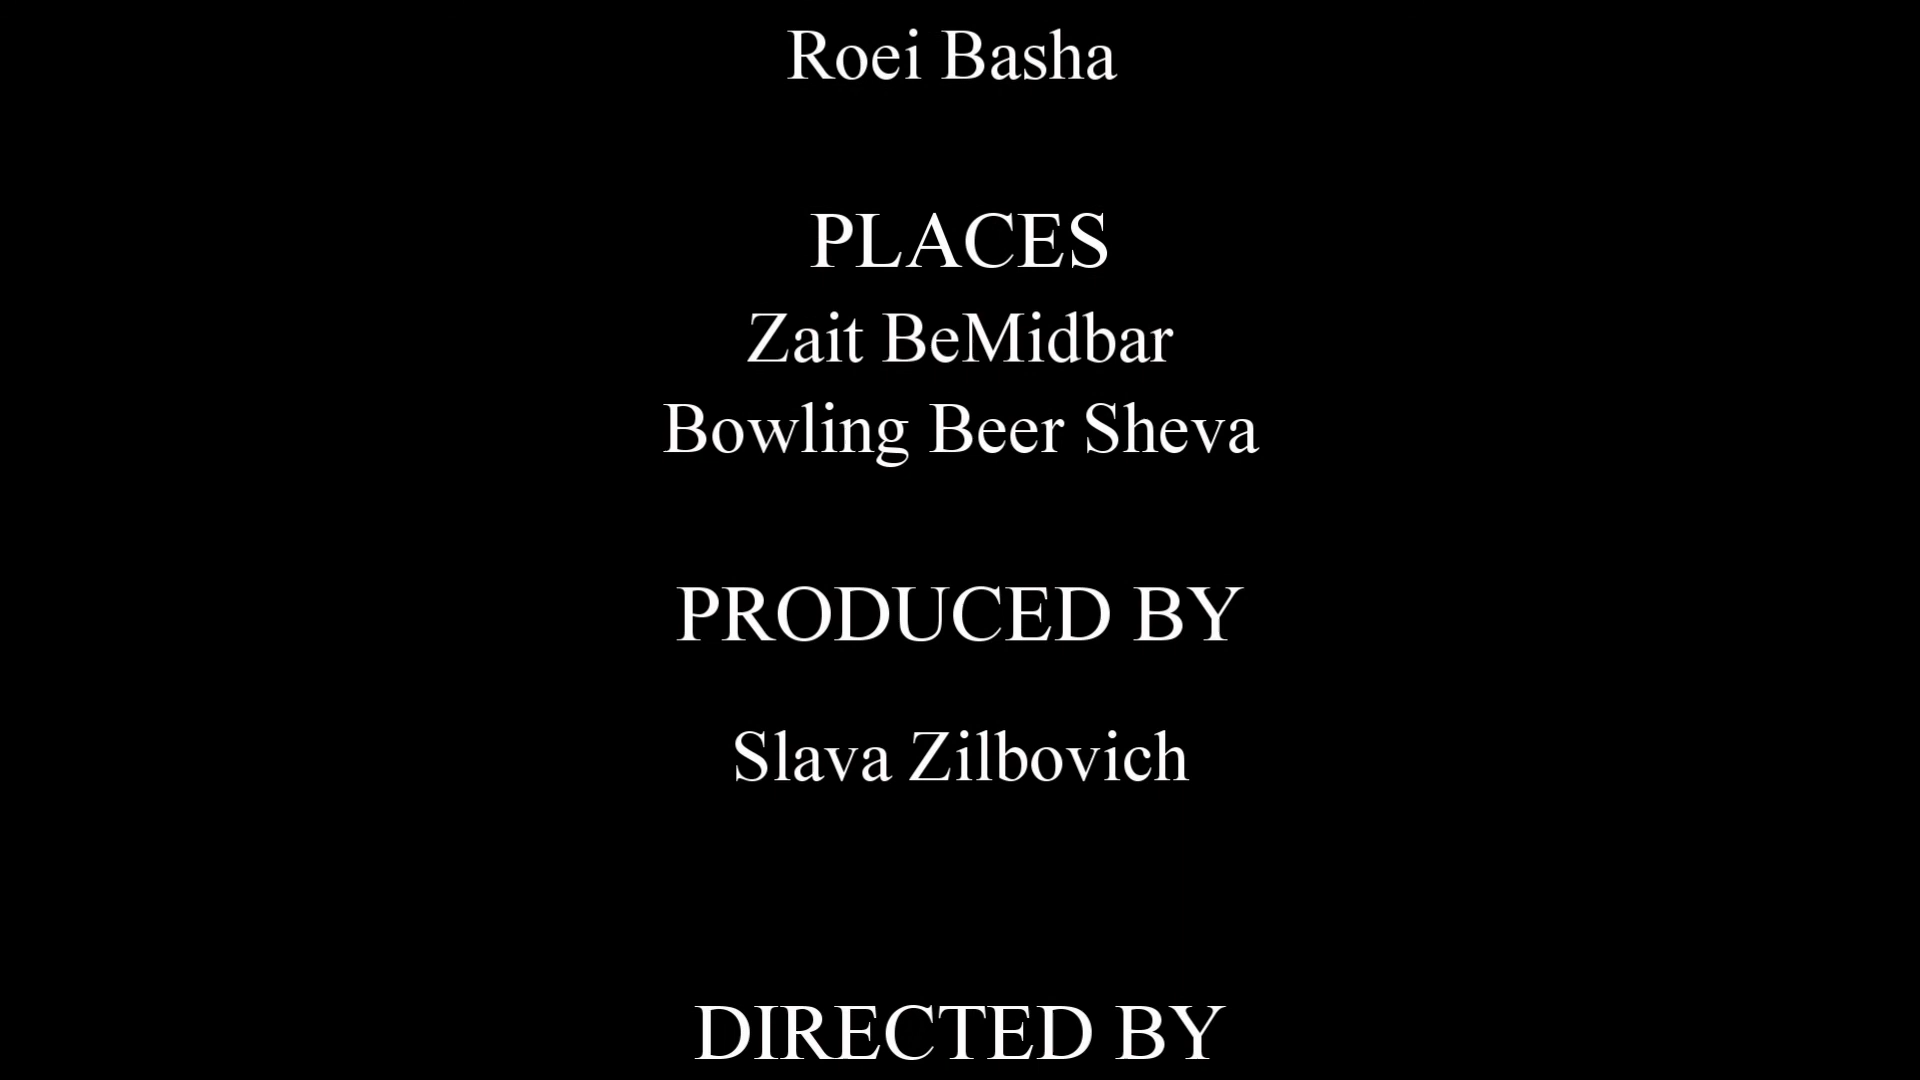 Roei Basha
PLACES
Zait BeMidbar
Bowling Beer Sheva
PRODUCED BY
Slava Zilbovich
DIRECTED BY